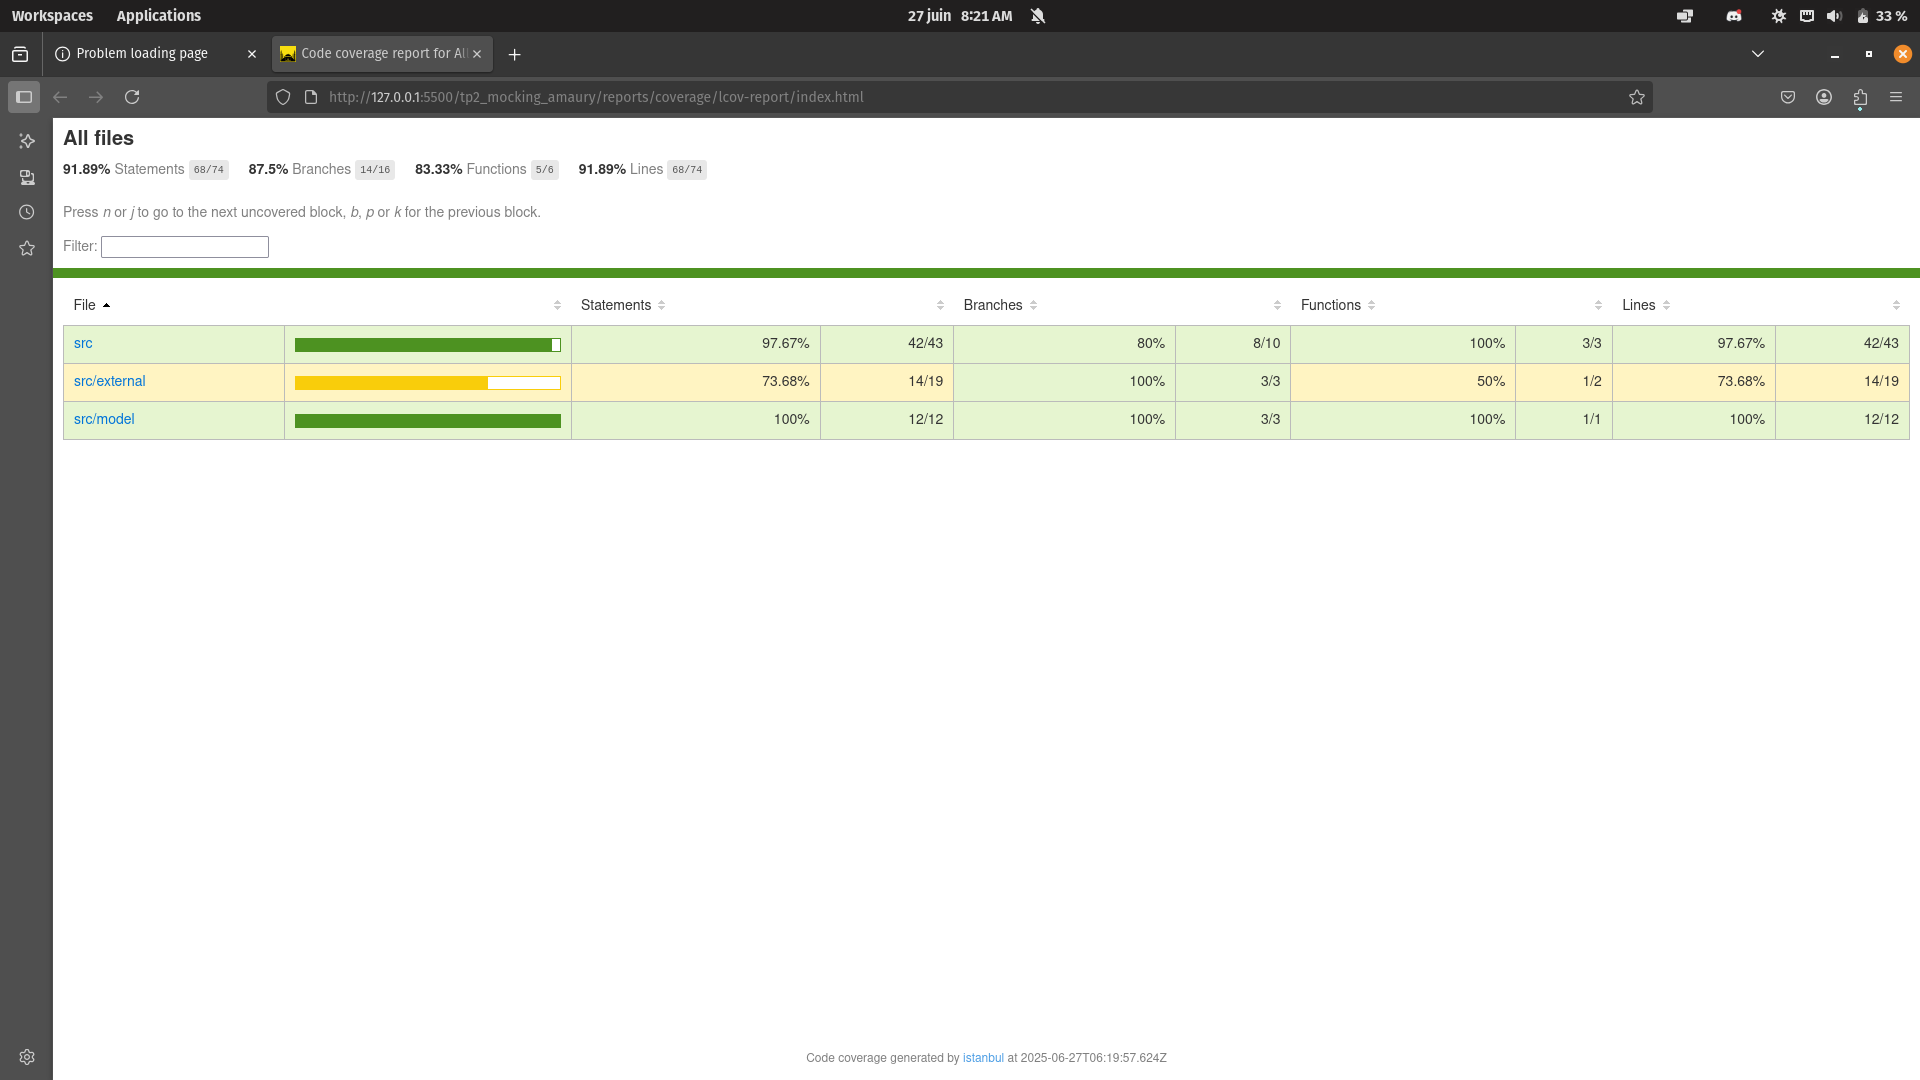 Workspaces Applications 27 juin 8:21 AM 33 %
Problem loading page Code coverage report for All
http://127.0.0.1:5500/tp2_mocking_amaury/reports/coverage/lcov-report/index.html
All files
91.89% Statements 68/74 87.5% Branches 14/16 83.33% Functions 5/6 91.89% Lines 68/74
Press n or j to go to the next uncovered block, b, p or k for the previous block.
Filter:
File Statements Branches Functions Lines
src 97.67% 42/43 80% 8/10 100% 3/3 97.67% 42/43
src/external 73.68% 14/19 100% 3/3 50% 1/2 73.68% 14/19
src/model 100% 12/12 100% 3/3 100% 1/1 100% 12/12
Code coverage generated by istanbul at 2025-06-27T06:19:57.624Z